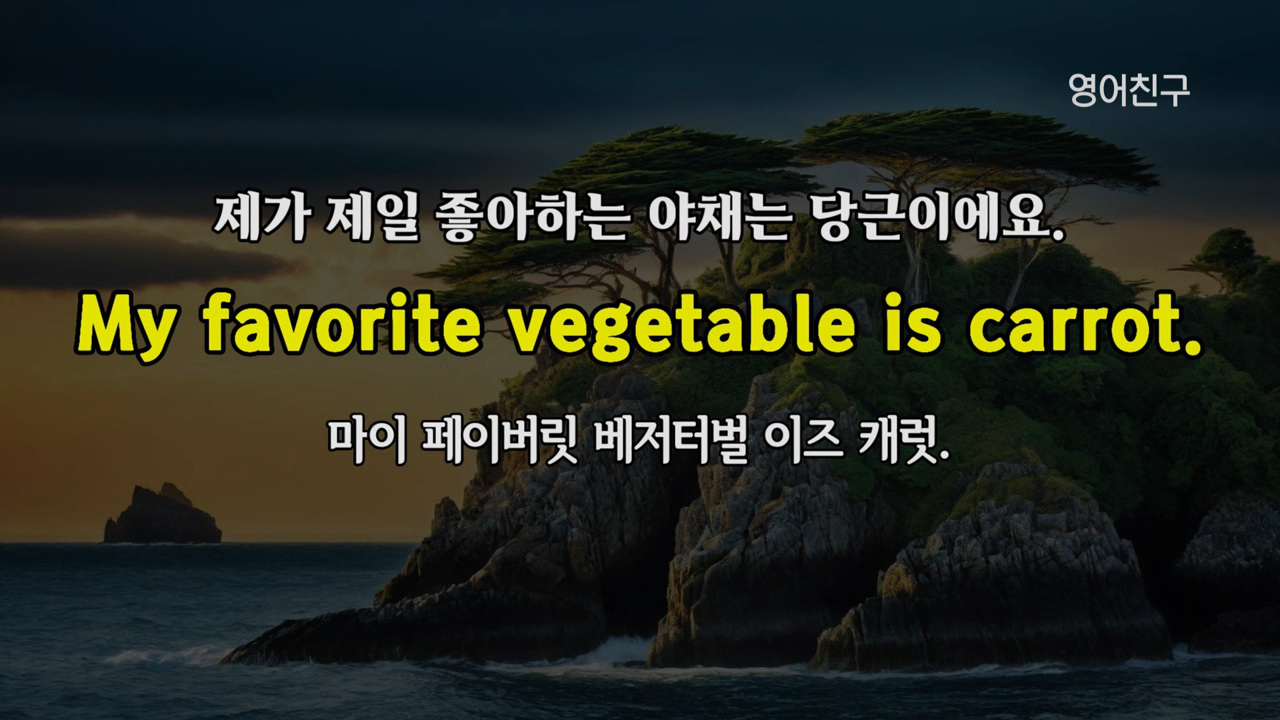 영어친구
제가 제일 좋아하는 야채는 당근이에요.
My favorite vegetable is carrot.
마이 페이버릿 베저터벌 이즈 캐럿.